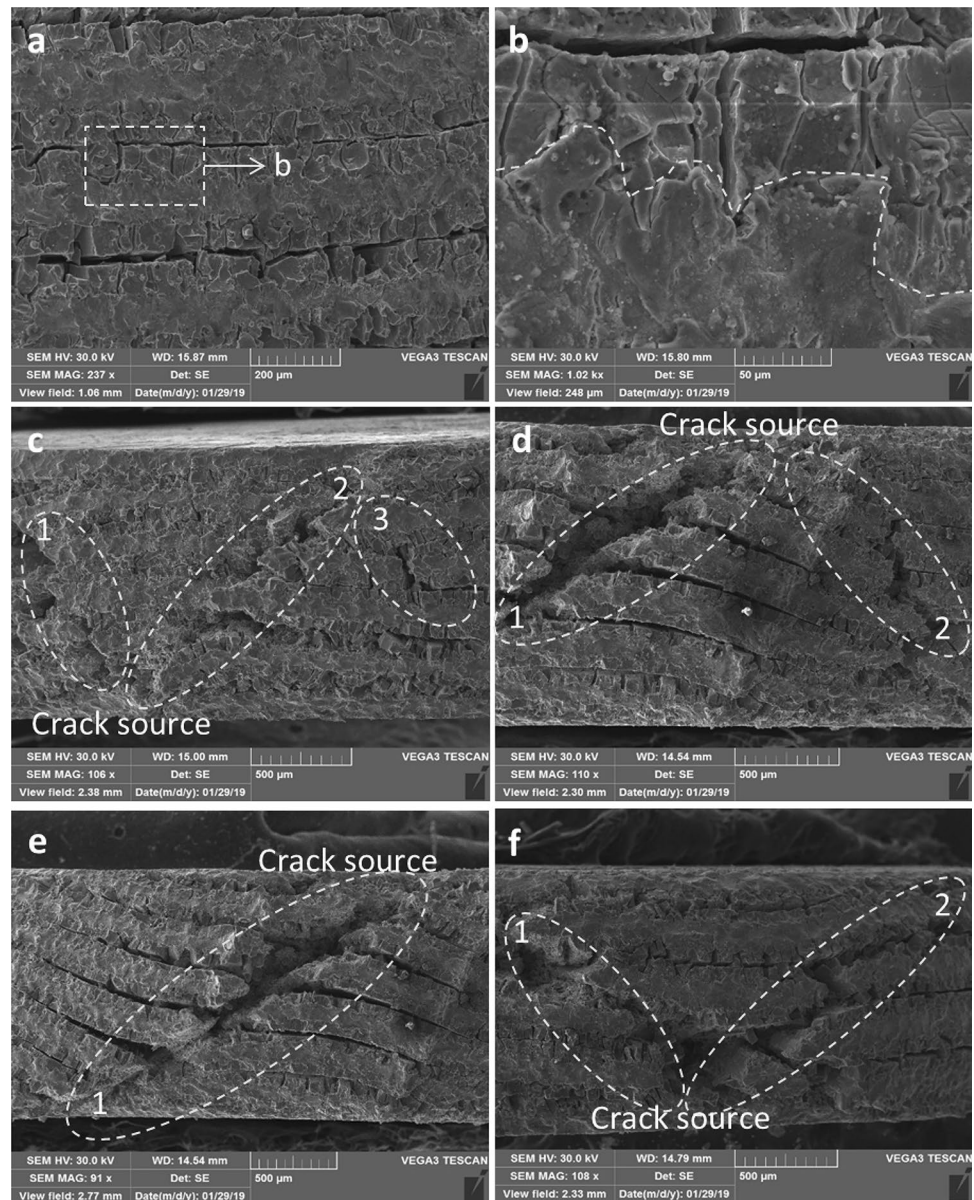 a
b
b
SEM HV: 30.0 kV WD: 15.87 mm VEGA3 TESCAN
SEM MAG: 237 x Det: SE 200 µm
View field: 1.06 mm Date(m/d/y): 01/29/19
SEM HV: 30.0 kV WD: 15.80 mm VEGA3 TESCAN
SEM MAG: 1.02 kx Det: SE 50 µm
View field: 248 µm Date(m/d/y): 01/29/19
c
1
2
3
Crack source
d
Crack source
1
2
SEM HV: 30.0 kV WD: 15.00 mm VEGA3 TESCAN
SEM MAG: 106 x Det: SE 500 µm
View field: 2.38 mm Date(m/d/y): 01/29/19
SEM HV: 30.0 kV WD: 14.54 mm VEGA3 TESCAN
SEM MAG: 110 x Det: SE 500 µm
View field: 2.30 mm Date(m/d/y): 01/29/19
e
Crack source
1
f
1
2
Crack source
SEM HV: 30.0 kV WD: 14.54 mm VEGA3 TESCAN
SEM MAG: 91 x Det: SE 500 µm
View field: 2.77 mm Date(m/d/y): 01/29/19
SEM HV: 30.0 kV WD: 14.79 mm VEGA3 TESCAN
SEM MAG: 108 x Det: SE 500 µm
View field: 2.33 mm Date(m/d/y): 01/29/19